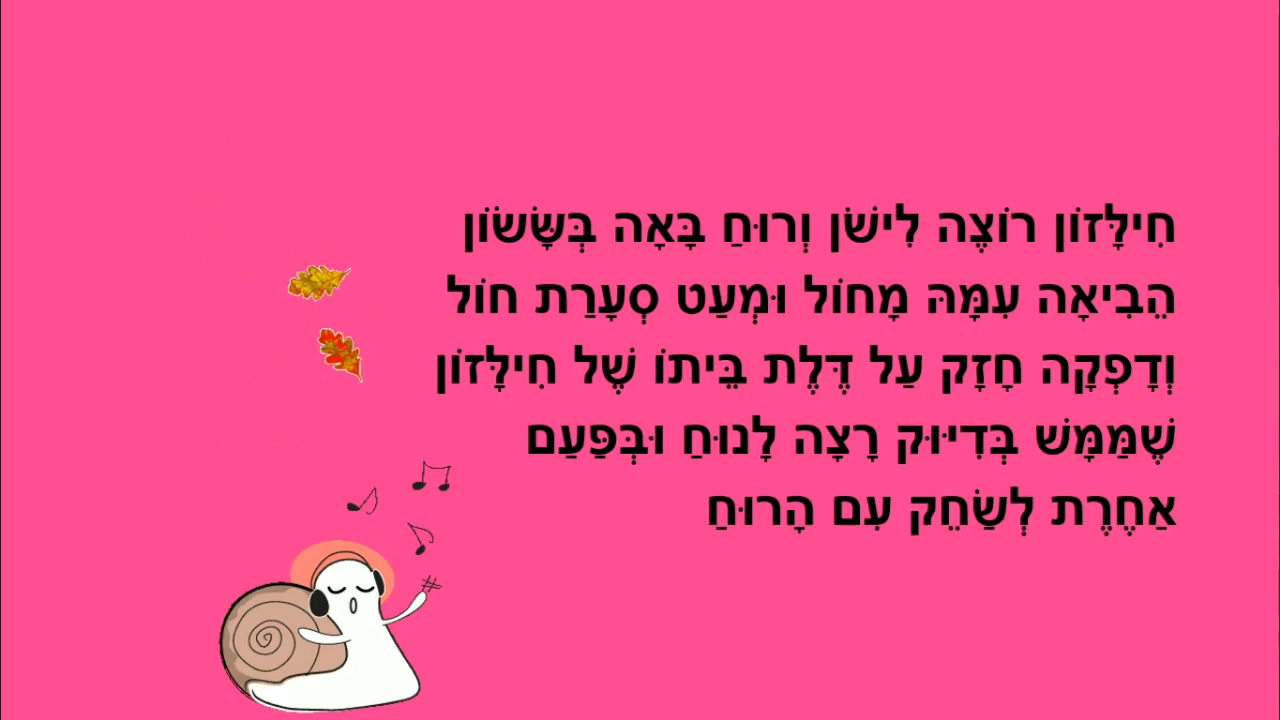 חִילָּזוֹן רוֹצֶה לִישֹׁן וְרוּחַ בָּאָה בְּשָּׂשׂוֹן
הֵבִיאָה עִמָּהּ מָחוֹל וּמְעַט סְעָרַת חוֹל
וְדָפְקָה חָזָק עַל דֶּלֶת בֵּיתוֹ שֶׁל חִילָּזוֹן
שֶׁמַּמָּשׁ בְּדִיּוּק רָצָה לָנוּחַ וּבְּפַּעַם
אַחֶרֶת לְשַׂחֵק עִם הָרוּחַ